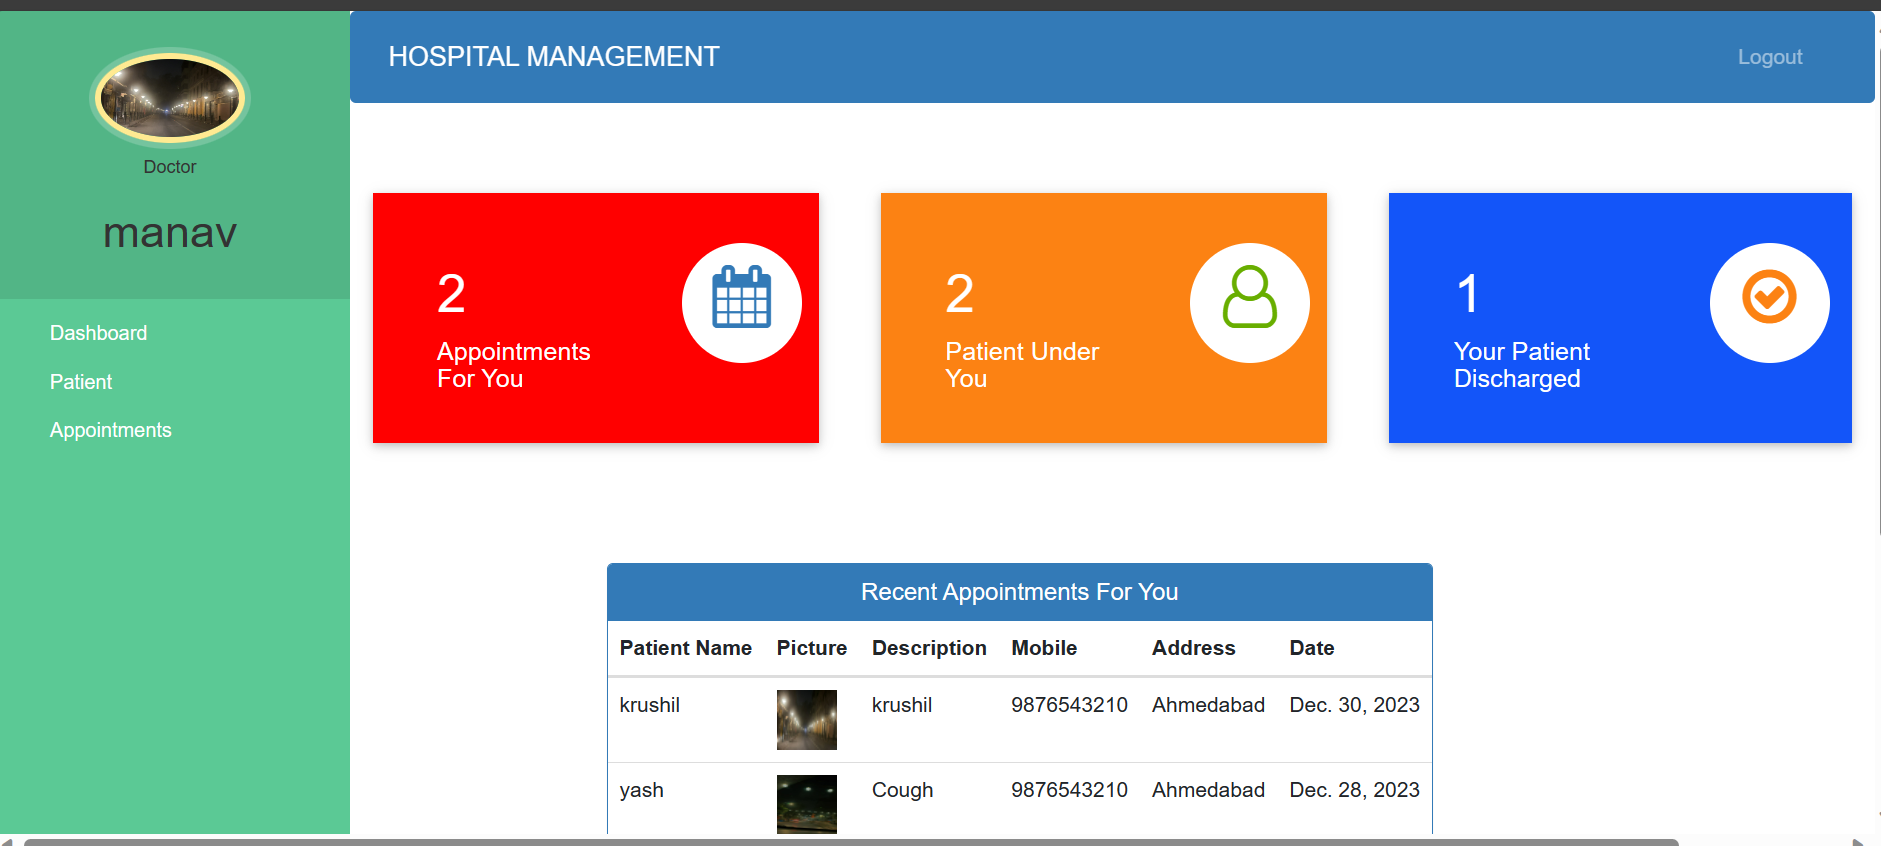 HOSPITAL MANAGEMENT
Logout
Doctor
manav
Dashboard
Patient
Appointments
2
Appointments
For You
2
Patient Under
You
1
Your Patient
Discharged
Recent Appointments For You
Patient Name Picture Description Mobile Address Date
krushil krushil 9876543210 Ahmedabad Dec. 30, 2023
yash Cough 9876543210 Ahmedabad Dec. 28, 2023